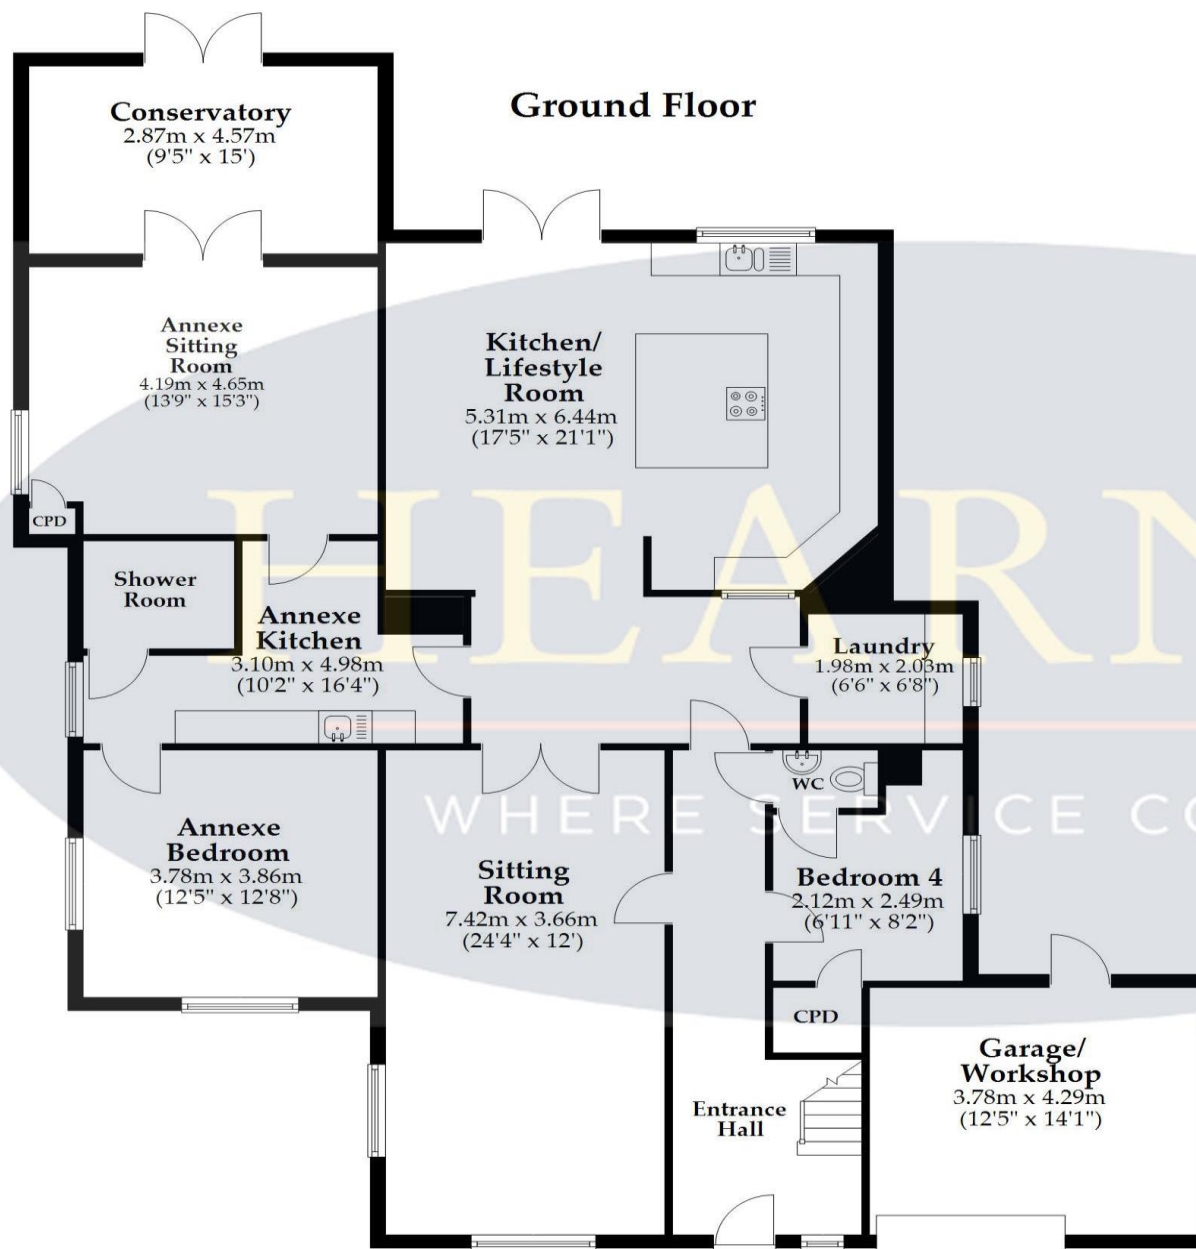 Ground Floor
Conservatory
2.87m x 4.57m
(9'5" x 15')
Annexe
Sitting
Room
4.19m x 4.65m
(13'9" x 15'3")
Kitchen/
Lifestyle
Room
5.31m x 6.44m
(17'5" x 21'1")
CPD
HEARN
Shower
Room
Annexe
Kitchen
3.10m x 4.98m
(10'2" x 16'4")
Laundry
1.98m x 2.03m
(6'6" x 6'8")
WC
WHERE SERVICE CO
Annexe
Bedroom
3.78m x 3.86m
(12'5" x 12'8")
Sitting
Room
7.42m x 3.66m
(24'4" x 12')
Bedroom 4
2.12m x 2.49m
(6'11" x 8'2")
CPD
Garage/
Workshop
3.78m x 4.29m
(12'5" x 14'1")
Entrance
Hall